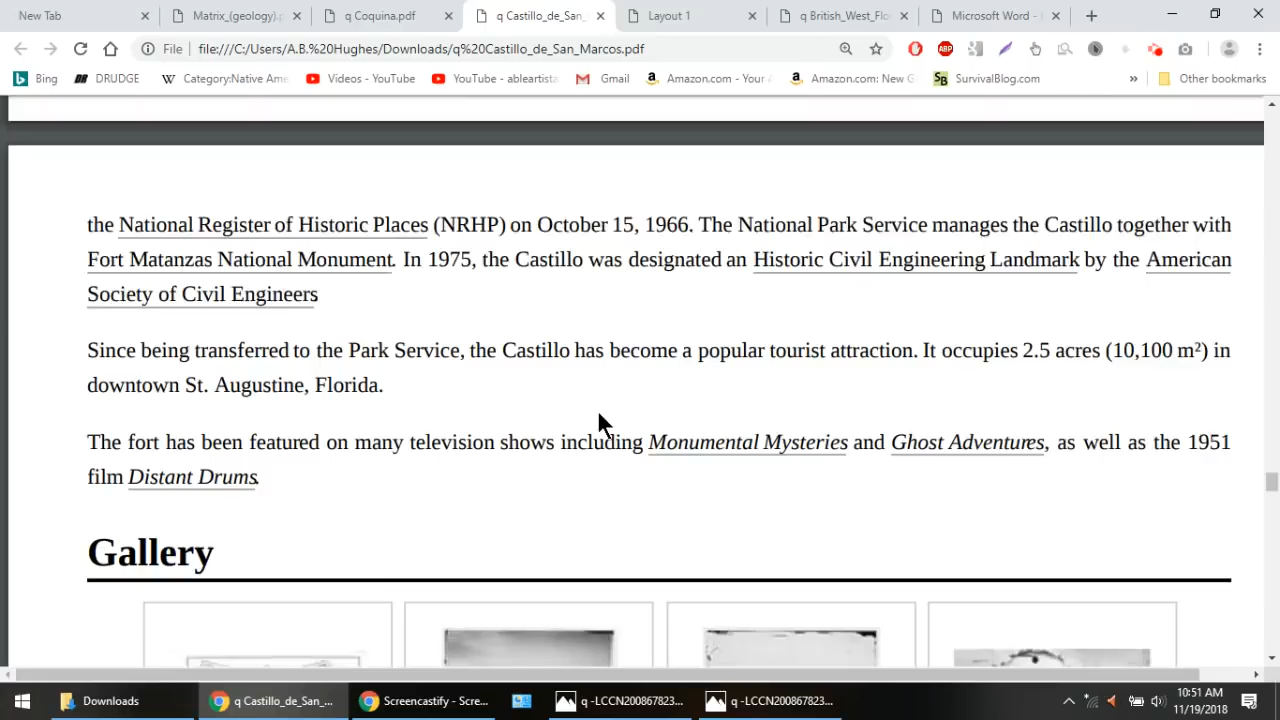 New Tab
Matrix_(geology).p
q Coquina.pdf
q Castillo_de_San_
Layout 1
q British_West_Flo
Microsoft Word -
File
file:///C:/Users/A.B.%20Hughes/Downloads/q%20Castillo_de_San_Marcos.pdf
ABP
Bing
DRUDGE
Category:Native Ame
Videos - YouTube
YouTube - ableartista
Gmail
Amazon.com - Your
Amazon.com: New G
SurvivalBlog.com
»
Other bookmarks
the National Register of Historic Places (NRHP) on October 15, 1966. The National Park Service manages the Castillo together with
Fort Matanzas National Monument. In 1975, the Castillo was designated an Historic Civil Engineering Landmark by the American
Society of Civil Engineers.
Since being transferred to the Park Service, the Castillo has become a popular tourist attraction. It occupies 2.5 acres (10,100 m²) in
downtown St. Augustine, Florida.
The fort has been featured on many television shows including Monumental Mysteries and Ghost Adventures, as well as the 1951
film Distant Drums.
Gallery
Downloads
q Castillo_de_San_...
Screencastify - Scre...
q -LCCN200867823...
q -LCCN200867823...
10:51 AM
11/19/2018